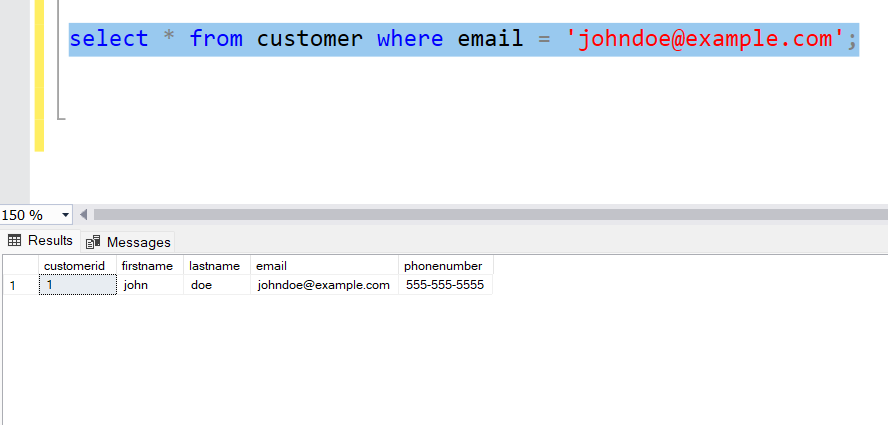 select * from customer where email = 'johndoe@example.com';
150 %
Results Messages
customerid firstname lastname email phonenumber
1 1 john doe johndoe@example.com 555-555-5555